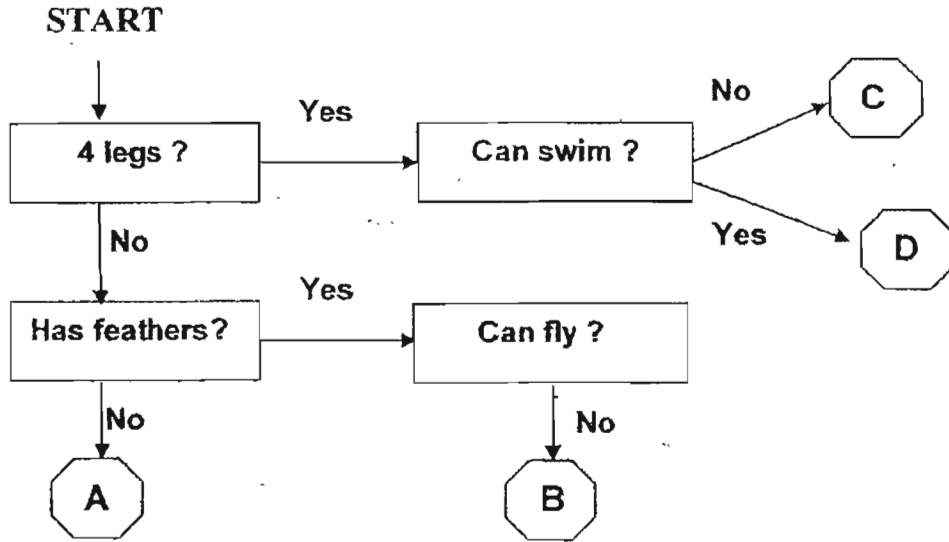 START
Yes
No
C
4 legs ?
Can swim ?
No
Yes
D
Yes
Has feathers?
Can fly ?
No
No
A
B